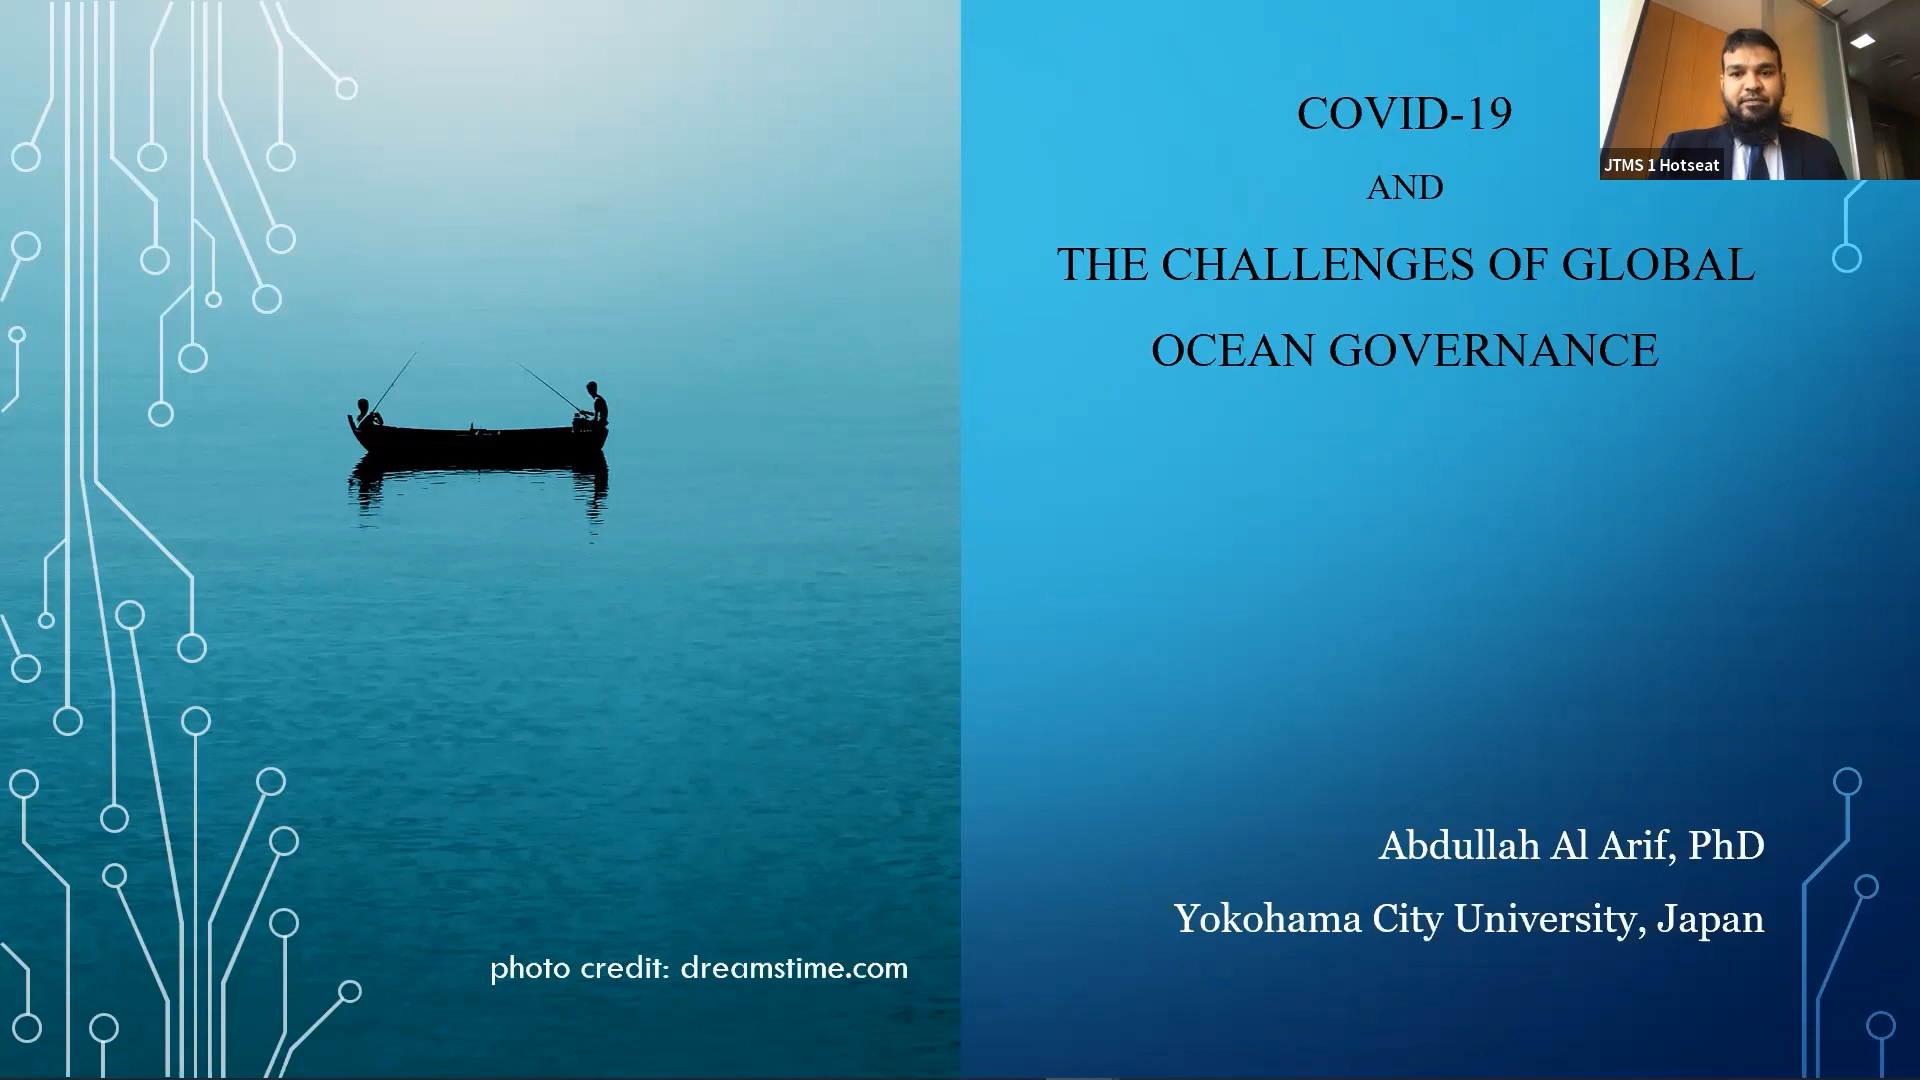 COVID-19
AND
THE CHALLENGES OF GLOBAL
OCEAN GOVERNANCE
JTMS 1 Hotseat
Abdullah Al Arif, PhD
Yokohama City University, Japan
photo credit: dreamstime.com